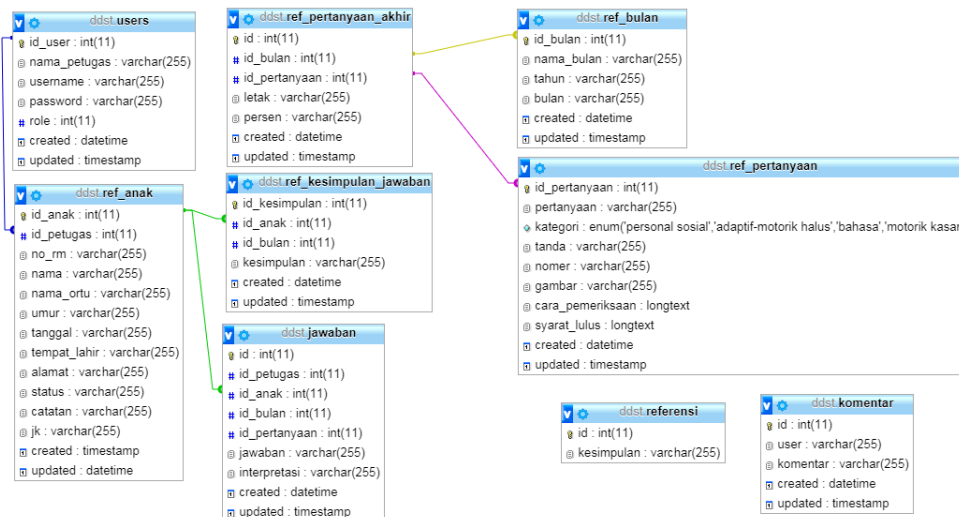 ddst.users
id_user : int(11)
nama_petugas : varchar(255)
username : varchar(255)
password : varchar(255)
role : int(11)
created : datetime
updated : timestamp
ddst.ref_pertanyaan_akhir
id : int(11)
id_bulan : int(11)
id_pertanyaan : int(11)
letak : varchar(255)
persen : varchar(255)
created : datetime
updated : timestamp
ddst.ref_bulan
id_bulan : int(11)
nama_bulan : varchar(255)
tahun : varchar(255)
bulan : varchar(255)
created : datetime
updated : timestamp
ddst.ref_anak
id_anak : int(11)
id_petugas : int(11)
no_rm : varchar(255)
nama : varchar(255)
nama_ortu : varchar(255)
umur : varchar(255)
tanggal : varchar(255)
tempat_lahir : varchar(255)
alamat : varchar(255)
status : varchar(255)
catatan : varchar(255)
jk : varchar(255)
created : timestamp
updated : datetime
ddst.ref_kesimpulan_jawaban
id_kesimpulan : int(11)
id_anak : int(11)
id_bulan : int(11)
kesimpulan : varchar(255)
created : datetime
updated : timestamp
ddst.ref_pertanyaan
id_pertanyaan : int(11)
pertanyaan : varchar(255)
kategori : enum('personal sosial','adaptif-motorik halus','bahasa','motorik kasar
tanda : varchar(255)
nomer : varchar(255)
gambar : varchar(255)
cara_pemeriksaan : longtext
syarat_lulus : longtext
created : datetime
updated : timestamp
ddst.jawaban
id : int(11)
id_petugas : int(11)
id_anak : int(11)
id_bulan : int(11)
id_pertanyaan : int(11)
jawaban : varchar(255)
interpretasi : varchar(255)
created : datetime
updated : timestamp
ddst.referensi
id : int(11)
kesimpulan : varchar(255)
ddst.komentar
id : int(11)
user : varchar(255)
komentar : varchar(255)
created : datetime
updated : timestamp